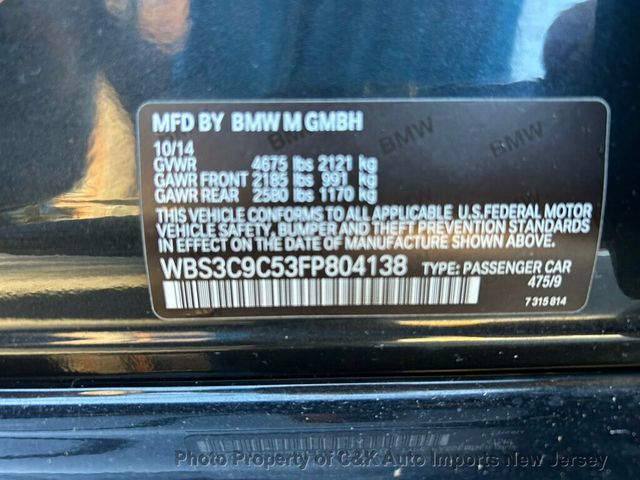 MFD BY BMW M GMBH
10/14
GVWR 4675 lbs 2121 kg
GAWR FRONT 2185 lbs 991 kg
GAWR REAR 2580 lbs 1170 kg
THIS VEHICLE CONFORMS TO ALL APPLICABLE U.S.FEDERAL MOTOR
VEHICLE SAFETY, BUMPER AND THEFT PREVENTION STANDARDS
IN EFFECT ON THE DATE OF MANUFACTURE SHOWN ABOVE.
WBS3C9C53FP804138 TYPE: PASSENGER CAR
475/9
7 315 814
BMW
BMW
Photo Property of C&K Auto Imports New Jersey